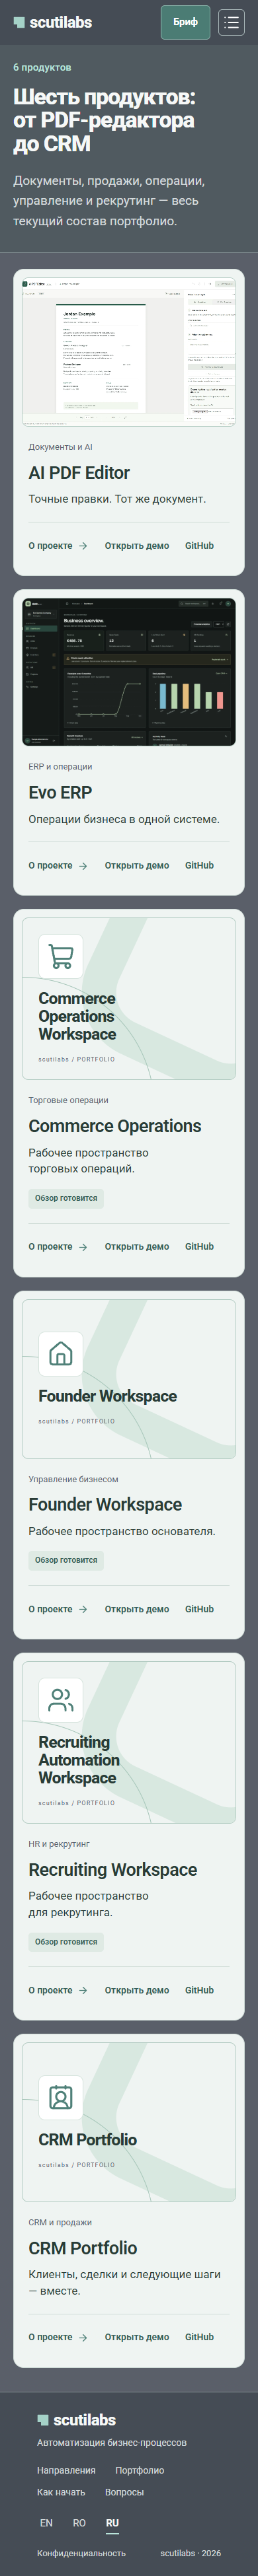 scutilabs
Бриф
6 продуктов
Шесть продуктов:
от PDF-редактора
до CRM
Документы, продажи, операции,
управление и рекрутинг — весь
текущий состав портфолио.
Jordan Example
Документы и AI
AI PDF Editor
Точные правки. Тот же документ.
О проекте → Открыть демо GitHub
Business overview.
ERP и операции
Evo ERP
Операции бизнеса в одной системе.
О проекте → Открыть демо GitHub
Commerce
Operations
Workspace
scutilabs / PORTFOLIO
Торговые операции
Commerce Operations
Рабочее пространство
торговых операций.
Обзор готовится
О проекте → Открыть демо GitHub
Founder Workspace
scutilabs / PORTFOLIO
Управление бизнесом
Founder Workspace
Рабочее пространство основателя.
Обзор готовится
О проекте → Открыть демо GitHub
Recruiting
Automation
Workspace
scutilabs / PORTFOLIO
HR и рекрутинг
Recruiting Workspace
Рабочее пространство
для рекрутинга.
Обзор готовится
О проекте → Открыть демо GitHub
CRM Portfolio
scutilabs / PORTFOLIO
CRM и продажи
CRM Portfolio
Клиенты, сделки и следующие шаги
— вместе.
О проекте → Открыть демо GitHub
scutilabs
Автоматизация бизнес-процессов
Направления Портфолио
Как начать Вопросы
EN RO RU
Конфиденциальность scutilabs · 2026